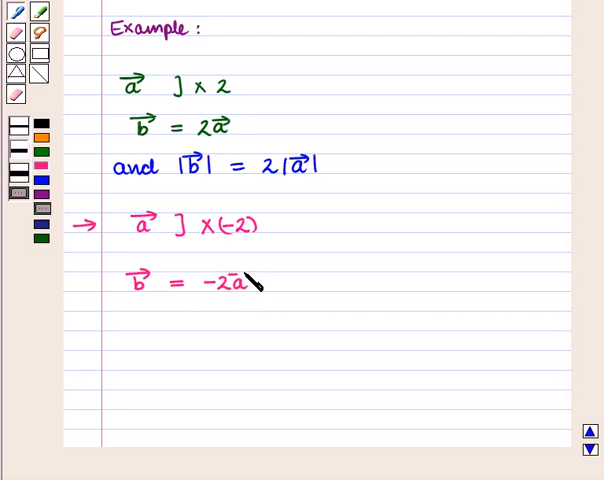 Example :
a⃗ ] × 2
b⃗ = 2a⃗
and |b⃗| = 2|a⃗|
→ a⃗ ] × (-2)
b⃗ = -2a̅